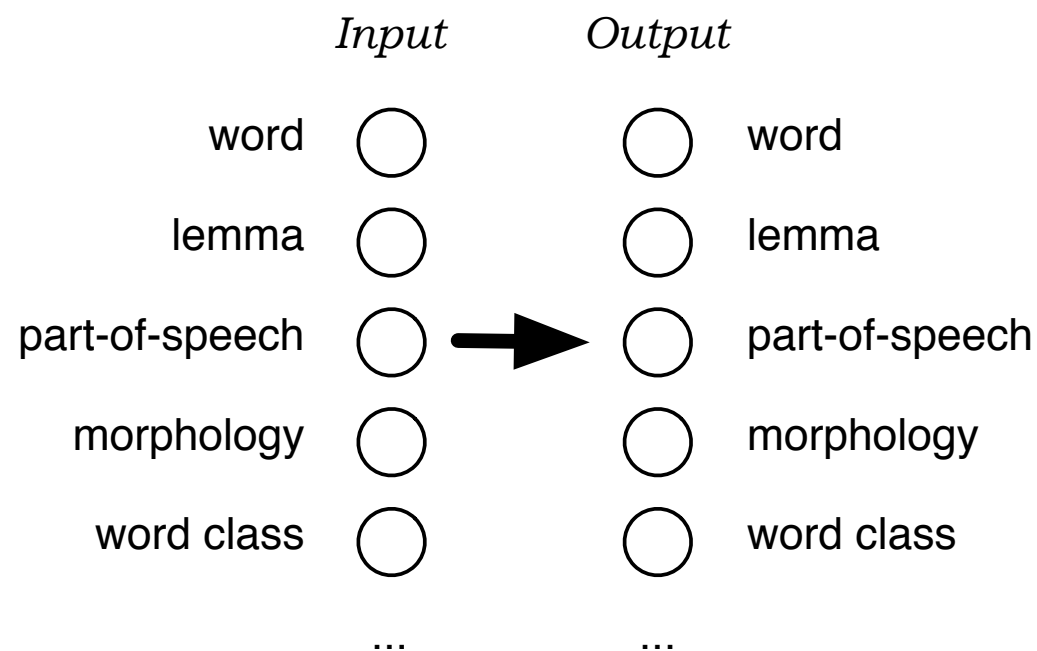 Input Output
word word
lemma lemma
part-of-speech part-of-speech
morphology morphology
word class word class
... ...